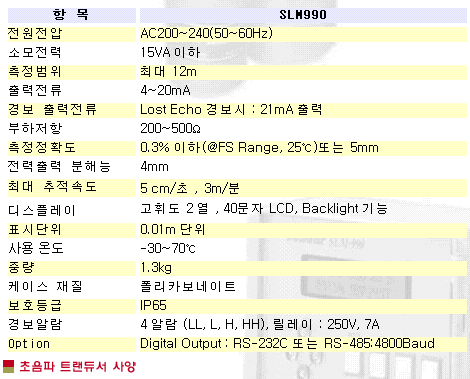 항 목 SLM990
전원전압 AC200~240(50~60Hz)
소모전력 15VA 이하
측정범위 최대 12m
출력전류 4~20mA
경보 출력전류 Lost Echo 경보시 : 21mA 출력
부하저항 200~500Ω
측정정확도 0.3% 이하(@FS Range, 25℃)또는 5mm
전력출력 분해능 4mm
최대 추적속도 5 cm/초 , 3m/분
디스플레이 고휘도 2열 , 40문자 LCD, Backlight 기능
표시단위 0.01m 단위
사용 온도 -30~70℃
중량 1.3kg
케이스 재질 폴리카보네이트
보호등급 IP65
경보알람 4 알람 (LL, L, H, HH), 릴레이 : 250V, 7A
Option Digital Output : RS-232C 또는 RS-485:4800Baud
초음파 트랜듀서 사양